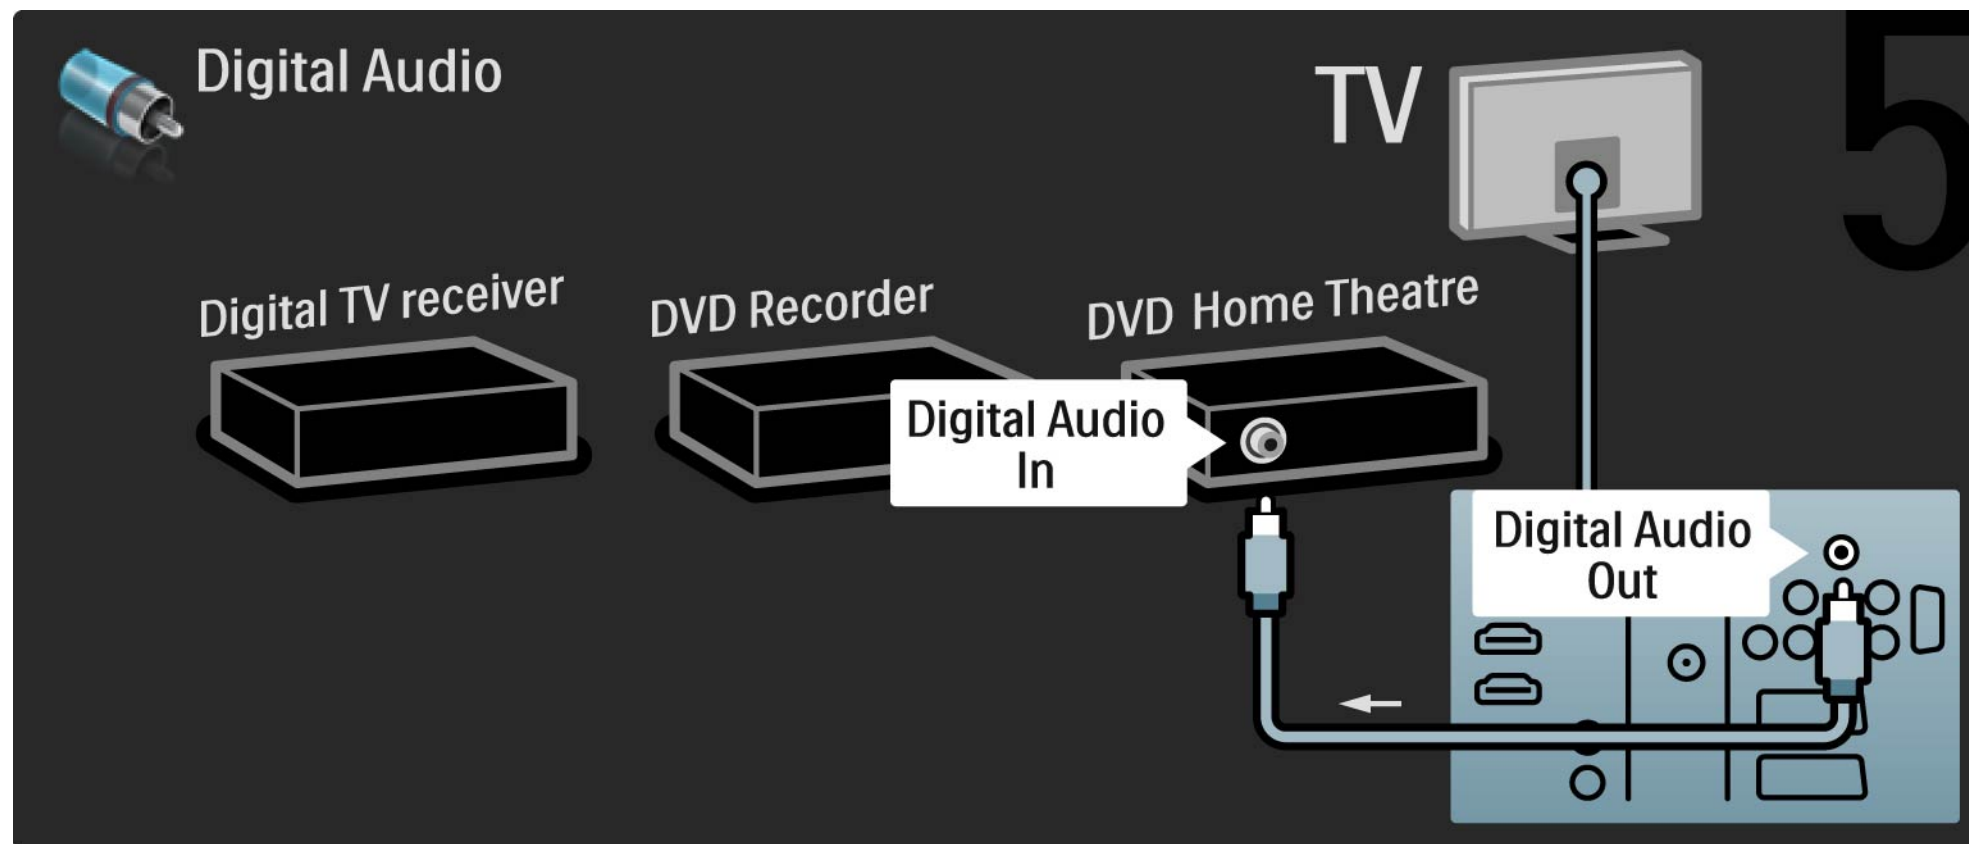 Digital Audio
TV
5
Digital TV receiver
DVD Recorder
DVD Home Theatre
Digital Audio
In
Digital Audio
Out